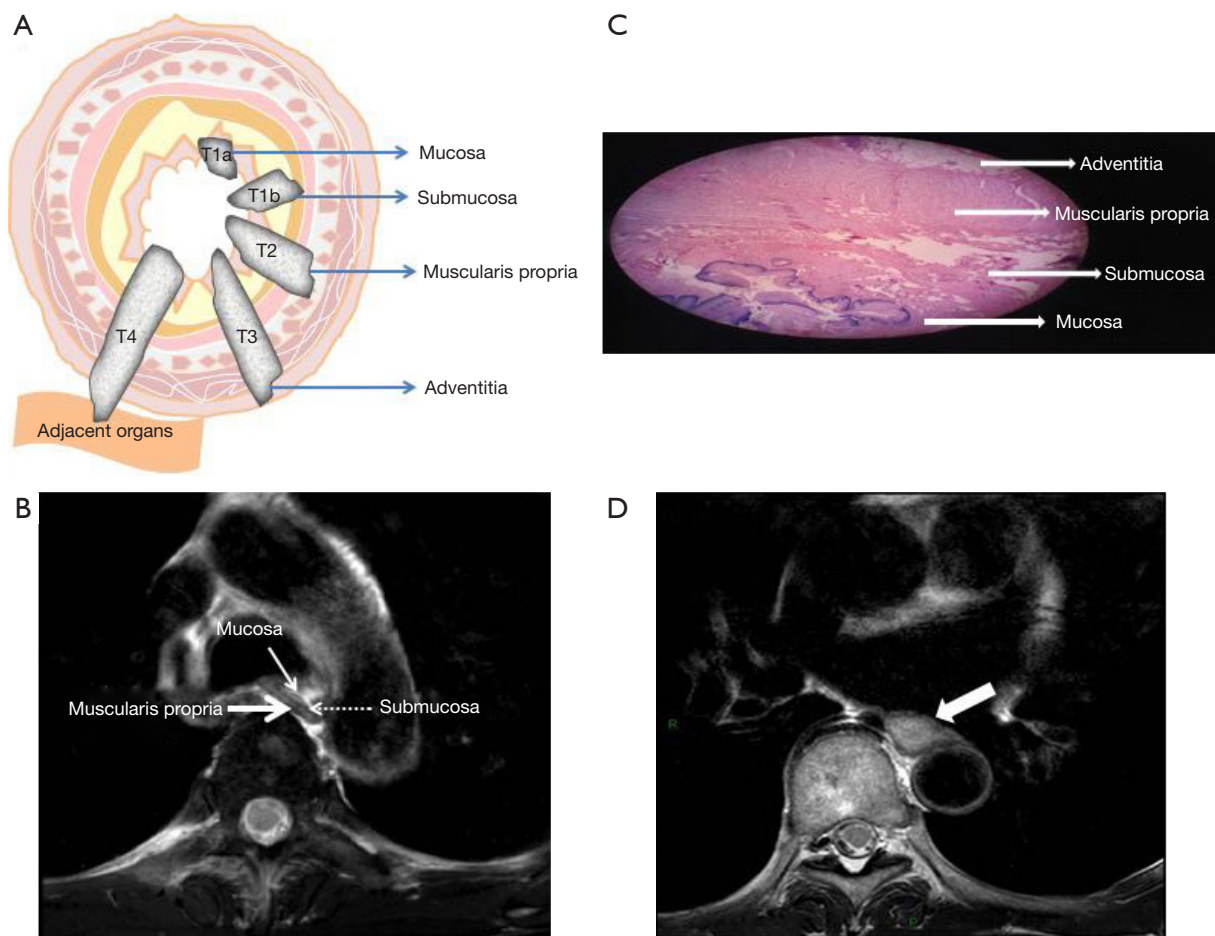 A
T1a
Mucosa
T1b
Submucosa
T2
Muscularis propria
T4
T3
Adventitia
Adjacent organs
C
Adventitia
Muscularis propria
Submucosa
Mucosa
B
Mucosa
Muscularis propria
Submucosa
D
R
P